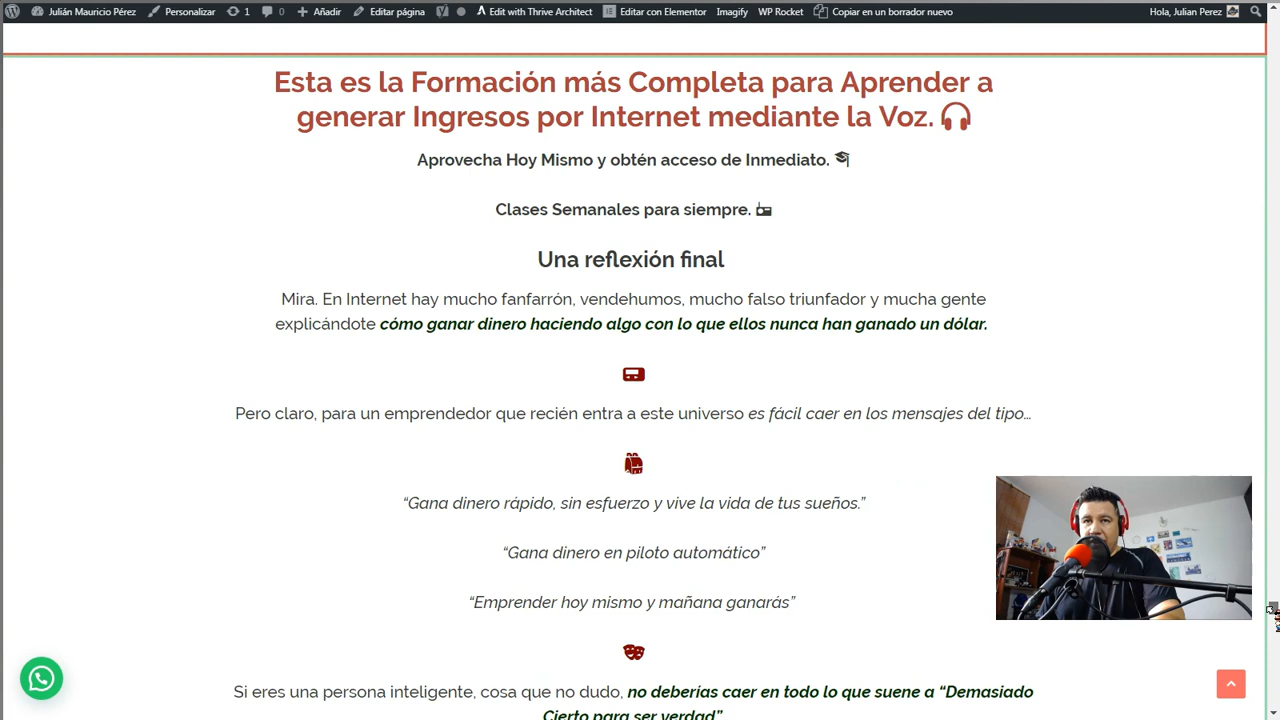 Julián Mauricio Pérez Personalizar 1 0 Añadir Editar página Edit with Thrive Architect Editar con Elementor Imagify WP Rocket Copiar en un borrador nuevo Hola, Julian Perez
Esta es la Formación más Completa para Aprender a
generar Ingresos por Internet mediante la Voz.
Aprovecha Hoy Mismo y obtén acceso de Inmediato.
Clases Semanales para siempre.
Una reflexión final
Mira. En Internet hay mucho fanfarrón, vendehumos, mucho falso triunfador y mucha gente
explicándote cómo ganar dinero haciendo algo con lo que ellos nunca han ganado un dólar.
Pero claro, para un emprendedor que recién entra a este universo es fácil caer en los mensajes del tipo...
“Gana dinero rápido, sin esfuerzo y vive la vida de tus sueños.”
“Gana dinero en piloto automático”
“Emprender hoy mismo y mañana ganarás”
Si eres una persona inteligente, cosa que no dudo, no deberías caer en todo lo que suene a “Demasiado
Cierto para ser verdad”